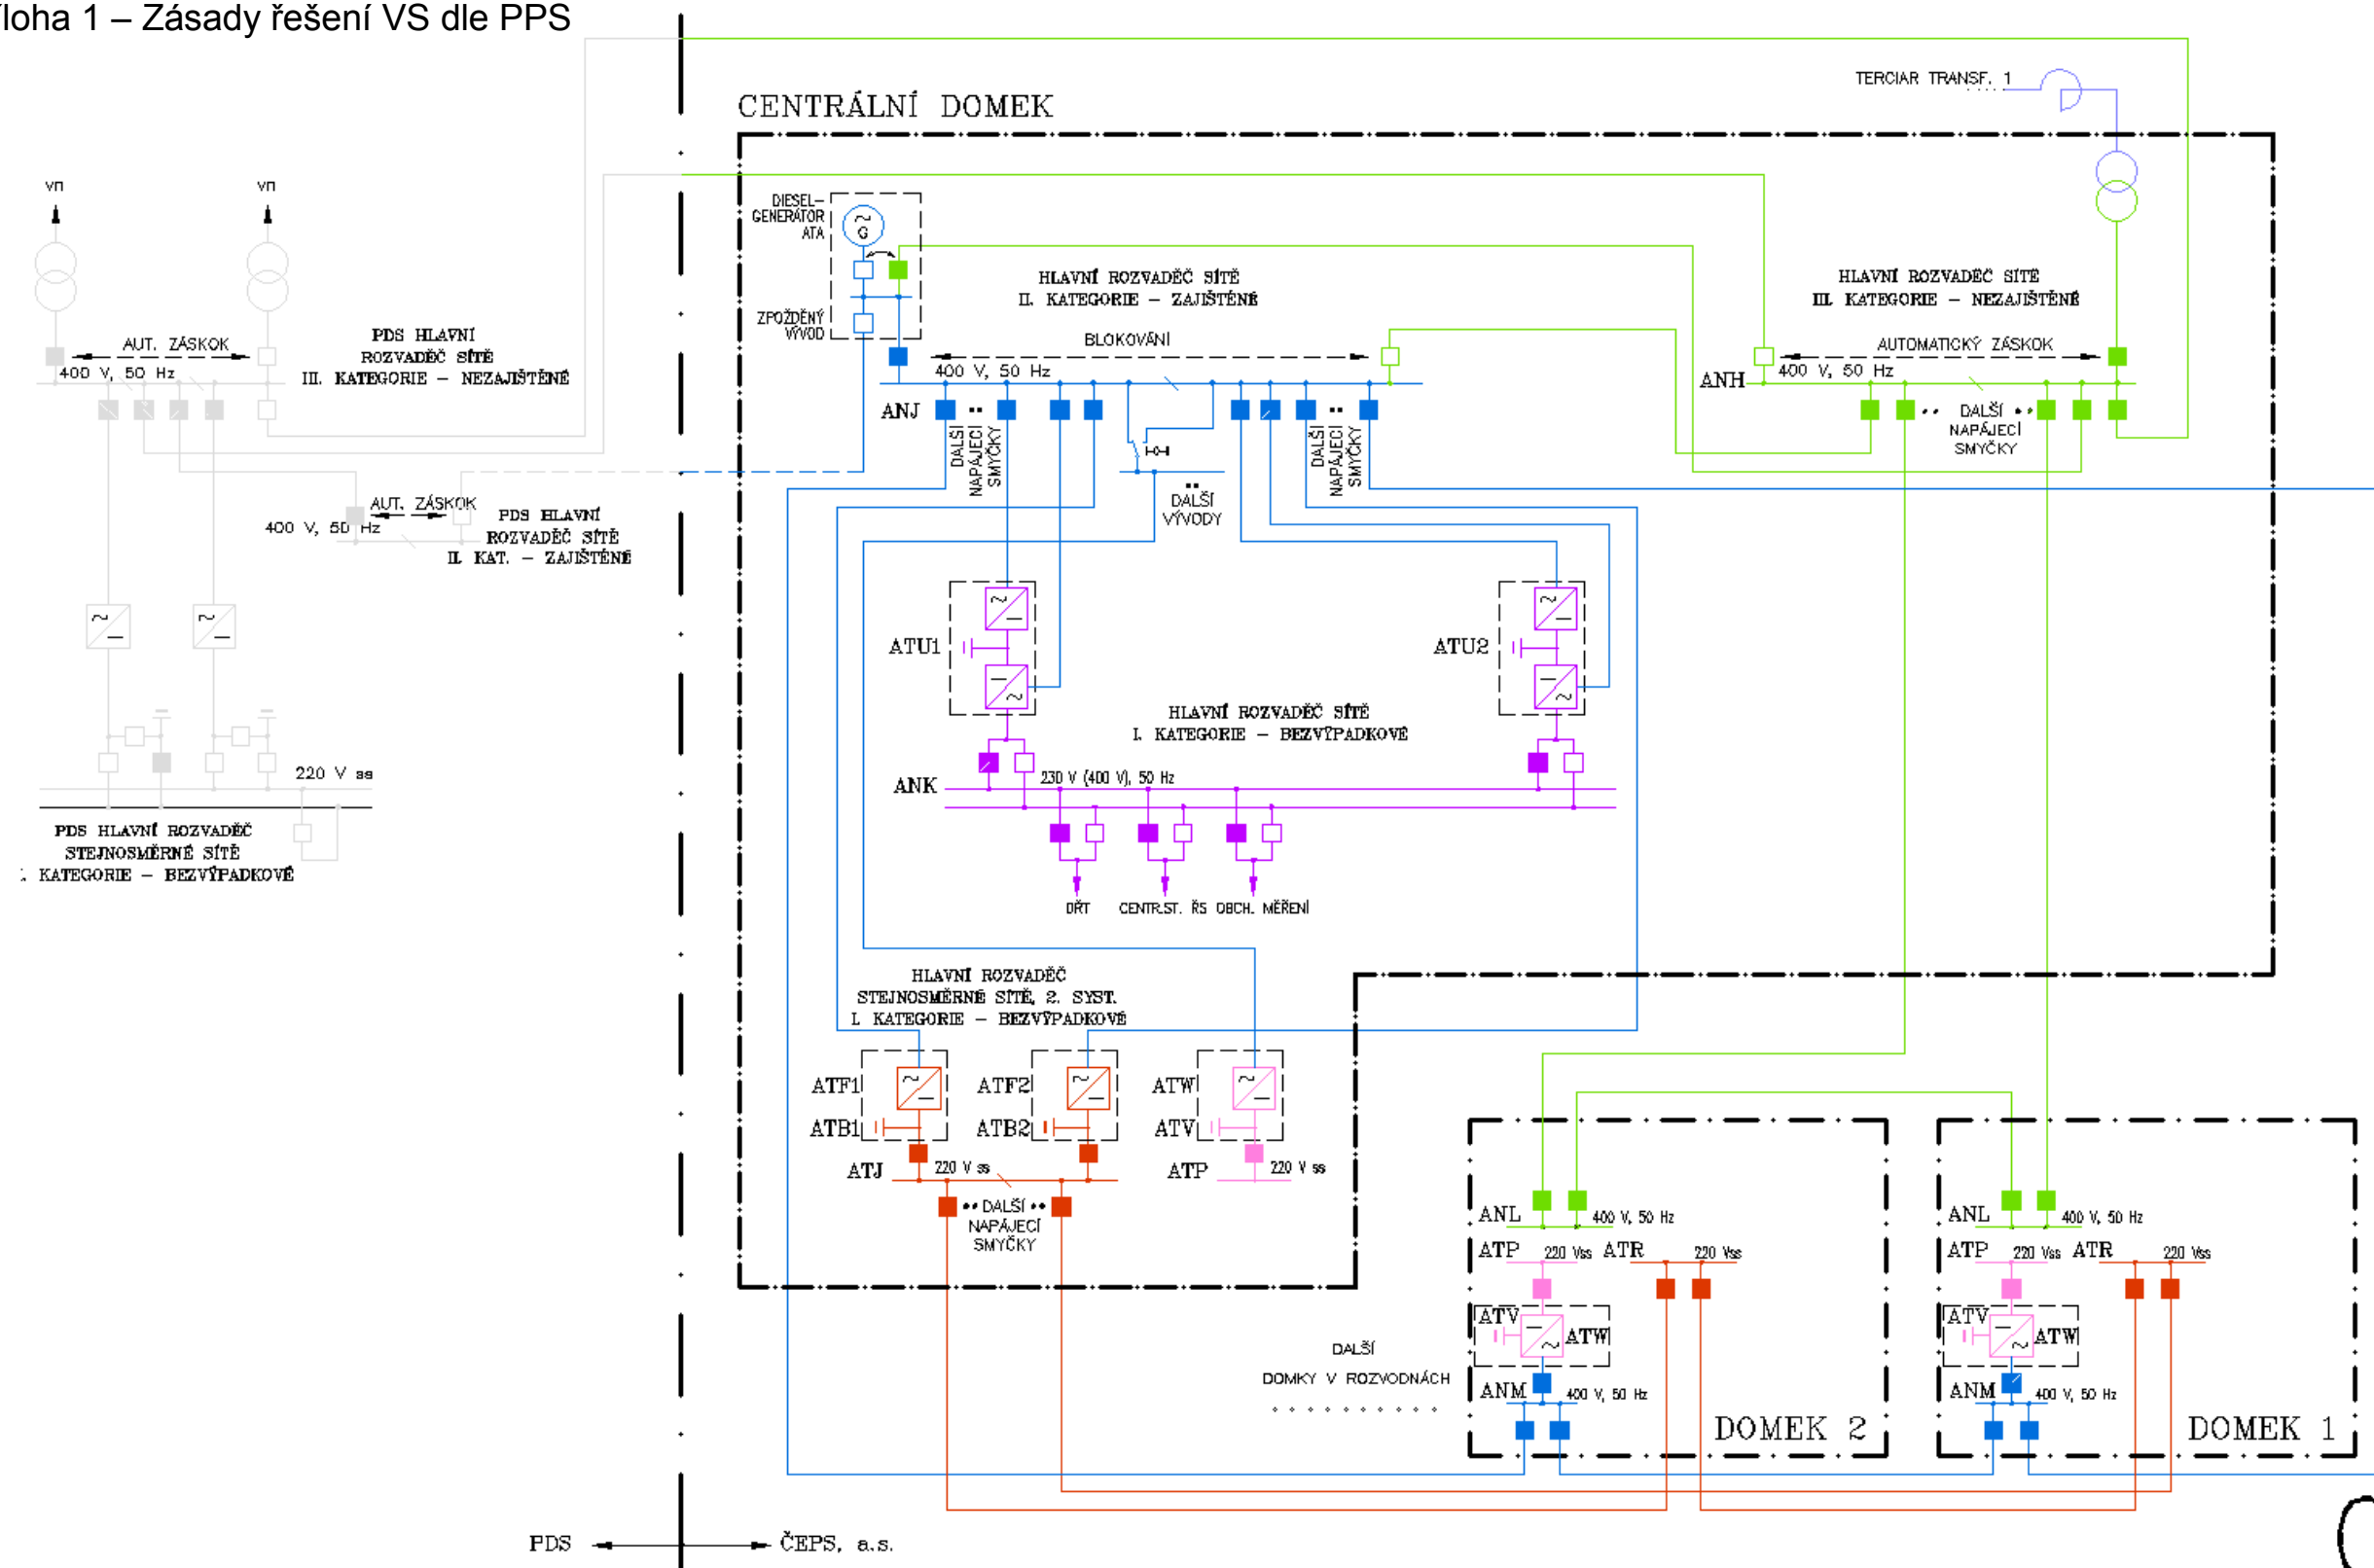 loha 1 – Zásady řešení VS dle PPS
TERCIAR TRANSF. 1
CENTRÁLNÍ DOMEK
vn
vn
DIESEL-
GENERÁTOR
ATA
G
ZPOŽDĚNÝ
VÝVOD
HLAVNÍ ROZVADĚČ SÍTĚ
II. KATEGORIE – ZAJIŠTĚNÉ
BLOKOVÁNÍ
400 V, 50 Hz
HLAVNÍ ROZVADĚČ SÍTĚ
III. KATEGORIE – NEZAJIŠTĚNÉ
AUTOMATICKÝ ZÁSKOK
ANH
400 V, 50 Hz
AUT. ZÁSKOK
400 V, 50 Hz
PDS HLAVNÍ
ROZVADĚČ SÍTĚ
III. KATEGORIE – NEZAJIŠTĚNÉ
ANJ
DALŠÍ
NAPÁJECÍ
SMYČKY
DALŠÍ
NAPÁJECÍ
SMYČKY
DALŠÍ
NAPÁJECÍ
SMYČKY
DALŠÍ
VÝVODY
AUT. ZÁSKOK
400 V, 50 Hz
PDS HLAVNÍ
ROZVADĚČ SÍTĚ
II. KAT. – ZAJIŠTĚNÉ
ATU1
ATU2
HLAVNÍ ROZVADĚČ SÍTĚ
I. KATEGORIE – BEZVÝPADKOVÉ
220 V ss
ANK
230 V (400 V), 50 Hz
PDS HLAVNÍ ROZVADĚČ
STEJNOSMĚRNÉ SÍTĚ
. KATEGORIE – BEZVÝPADKOVÉ
DŘT
CENTR.ST. ŘS
OBCH. MĚŘENÍ
HLAVNÍ ROZVADĚČ
STEJNOSMĚRNÉ SÍTĚ, 2. SYST.
I. KATEGORIE – BEZVÝPADKOVÉ
ATF1
ATF2
ATW
ATB1
ATB2
ATV
ATJ
220 V ss
ATP
220 V ss
DALŠÍ
NAPÁJECÍ
SMYČKY
ANL
400 V, 50 Hz
ANL
400 V, 50 Hz
ATP
220 Vss
ATR
220 Vss
ATP
220 Vss
ATR
220 Vss
ATV
ATW
ATV
ATW
DALŠÍ
DOMKY V ROZVODNÁCH
ANM
400 V, 50 Hz
ANM
400 V, 50 Hz
DOMEK 2
DOMEK 1
PDS
ČEPS, a.s.